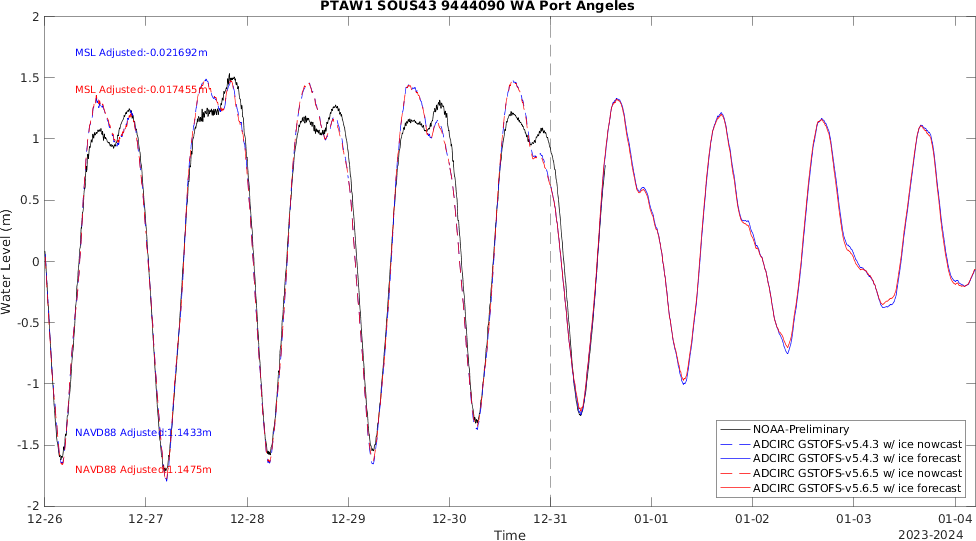 PTAW1 SOUS43 9444090 WA Port Angeles
2
1.5
1
0.5
0
-0.5
-1
-1.5
-2
Water Level (m)
MSL Adjusted:-0.021692m
MSL Adjusted:-0.017455m
NAVD88 Adjusted:1.1433m
NAVD88 Adjusted:1.1475m
NOAA-Preliminary
ADCIRC GSTOFS-v5.4.3 w/ ice nowcast
ADCIRC GSTOFS-v5.4.3 w/ ice forecast
ADCIRC GSTOFS-v5.6.5 w/ ice nowcast
ADCIRC GSTOFS-v5.6.5 w/ ice forecast
12-26 12-27 12-28 12-29 12-30 12-31 01-01 01-02 01-03 01-04
Time
2023-2024